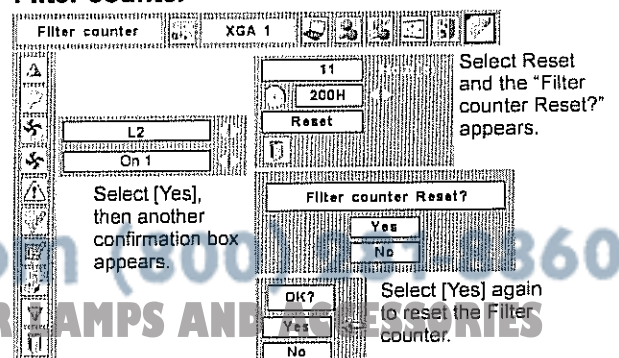 Filter counter
Filter counter
XGA 1
11
200H
Reset
Select Reset
and the "Filter
counter Reset?"
appears.
L2
On 1
Select [Yes],
then another
confirmation box
appears.
Filter counter Reset?
Yes
No
OK?
Yes
No
Select [Yes] again
to reset the Filter
counter.
LAMPS AND ACCESSORIES